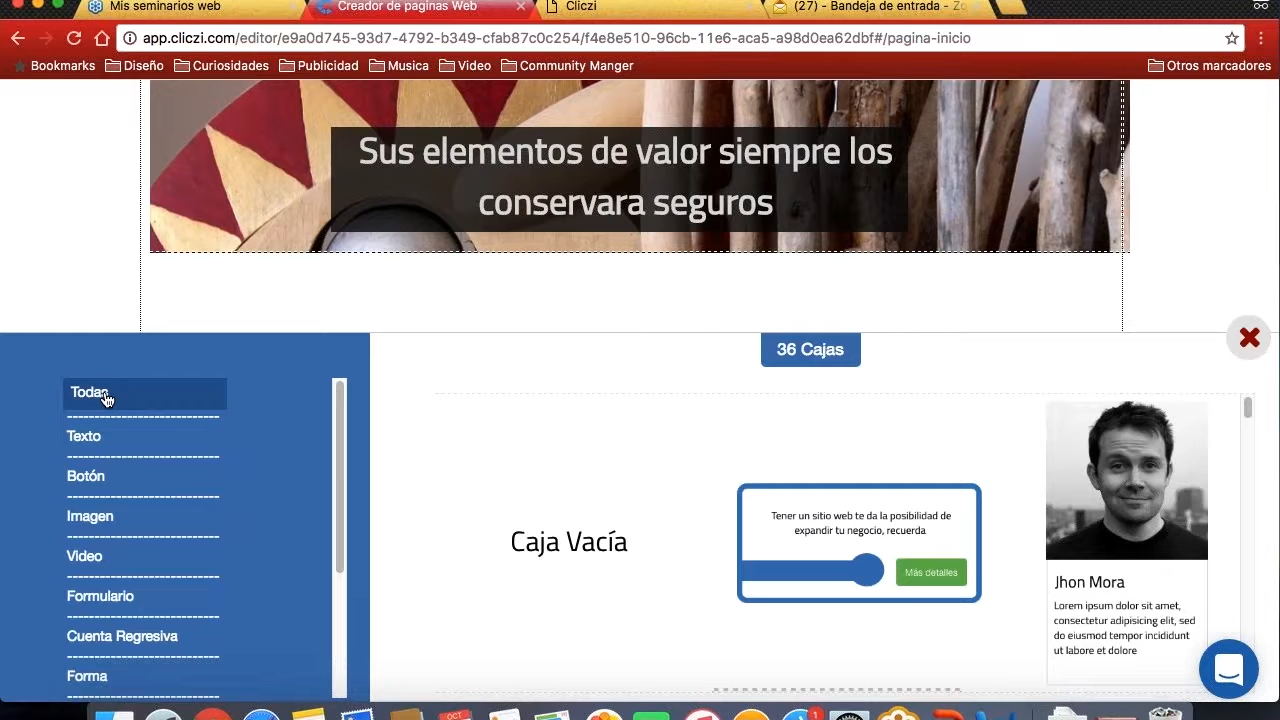 Mis seminarios web
Creador de paginas Web
Cliczi
(27) - Bandeja de entrada - Zo
app.cliczi.com/editor/e9a0d745-93d7-4792-b349-cfab87c0c254/f4e8e510-96cb-11e6-aca5-a98d0ea62dbf#/pagina-inicio
Bookmarks
Diseño
Curiosidades
Publicidad
Musica
Video
Community Manger
Otros marcadores
Sus elementos de valor siempre los
conservara seguros
36 Cajas
Todas
Texto
Botón
Imagen
Video
Formulario
Cuenta Regresiva
Forma
Caja Vacía
Tener un sitio web te da la posibilidad de
expandir tu negocio, recuerda
Más detalles
Jhon Mora
Lorem ipsum dolor sit amet,
consectetur adipisicing elit, sed
do eiusmod tempor incididunt
ut labore et dolore
OCT
1